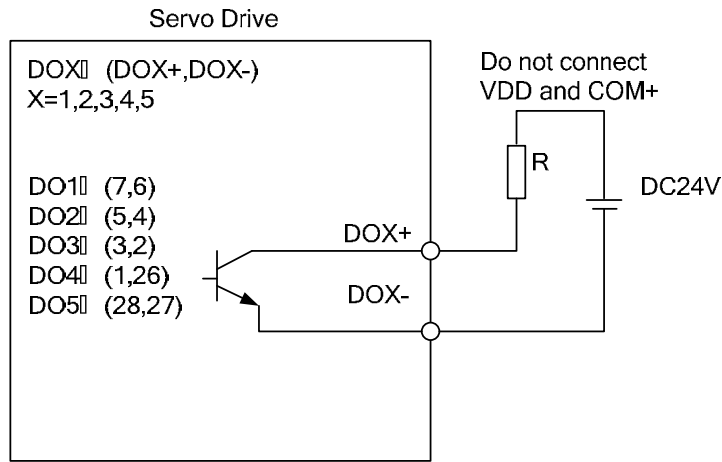 Servo Drive
DOX▯ (DOX+,DOX-)
X=1,2,3,4,5
Do not connect
VDD and COM+
R
DC24V
DO1▯ (7,6)
DO2▯ (5,4)
DO3▯ (3,2)
DO4▯ (1,26)
DO5▯ (28,27)
DOX+
DOX-